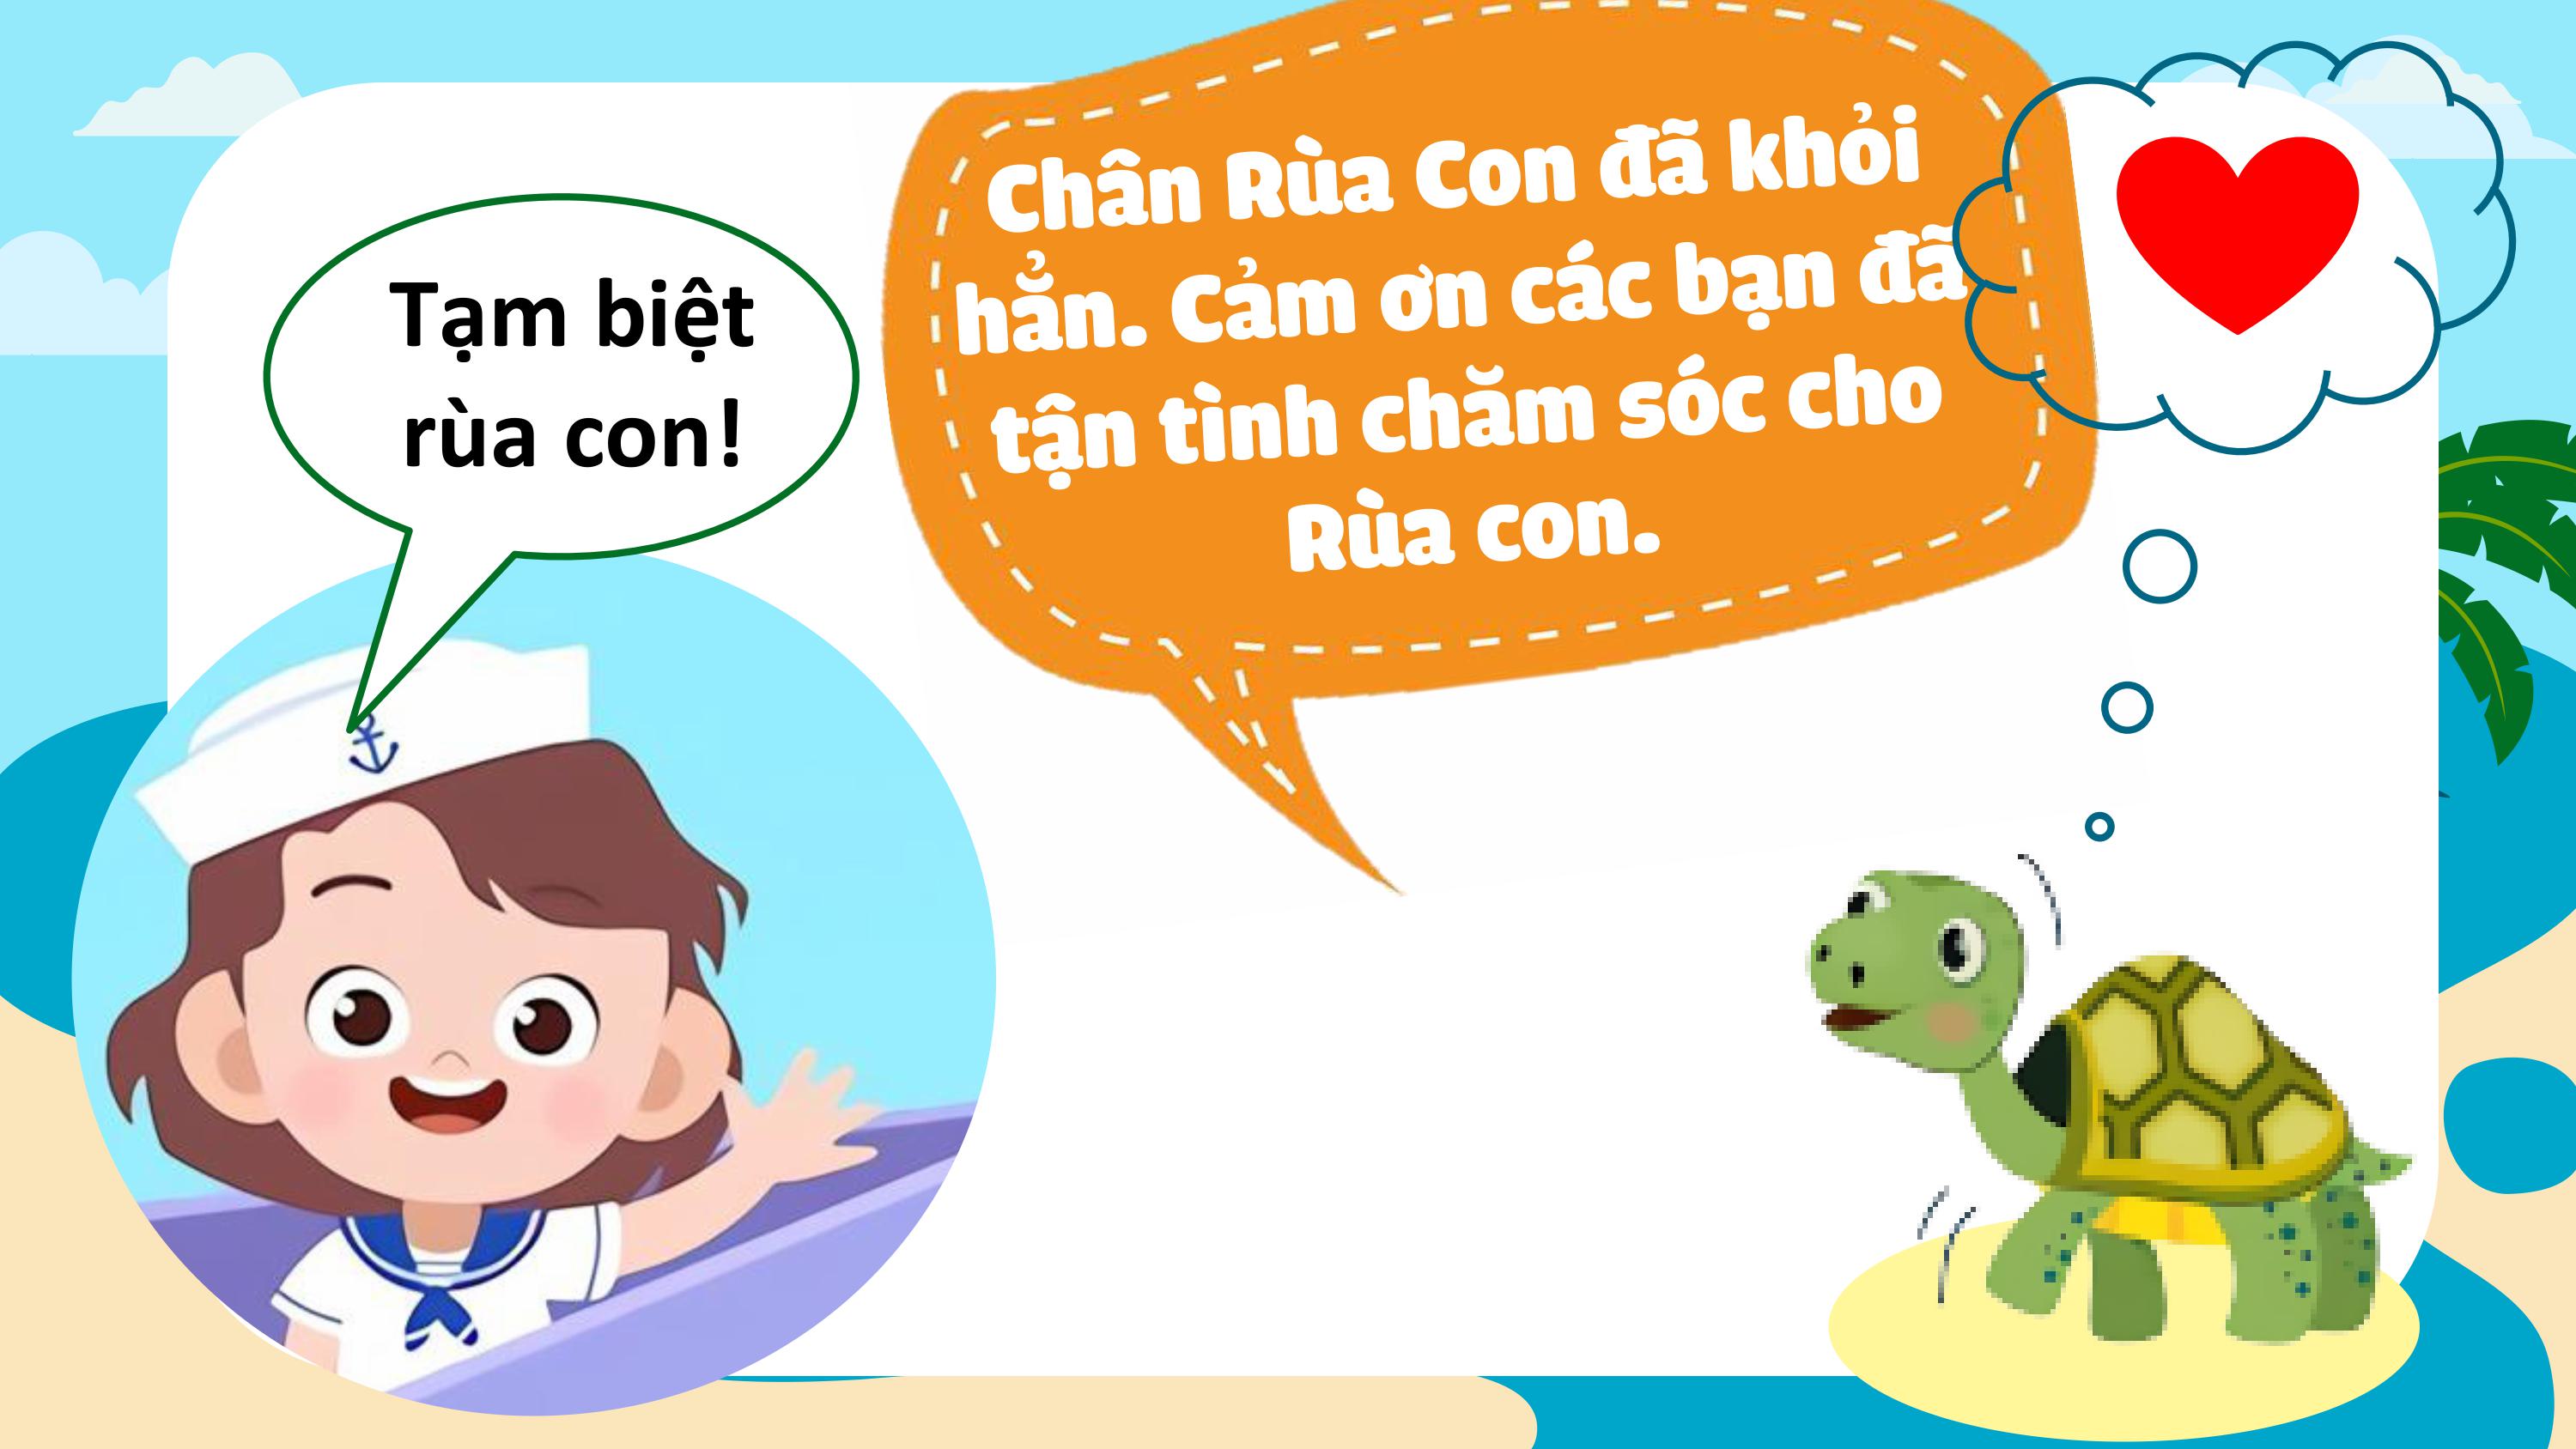 Tạm biệt
rùa con!
Chân Rùa Con đã khỏi
hẳn. Cảm ơn các bạn đã
tận tình chăm sóc cho
Rùa con.